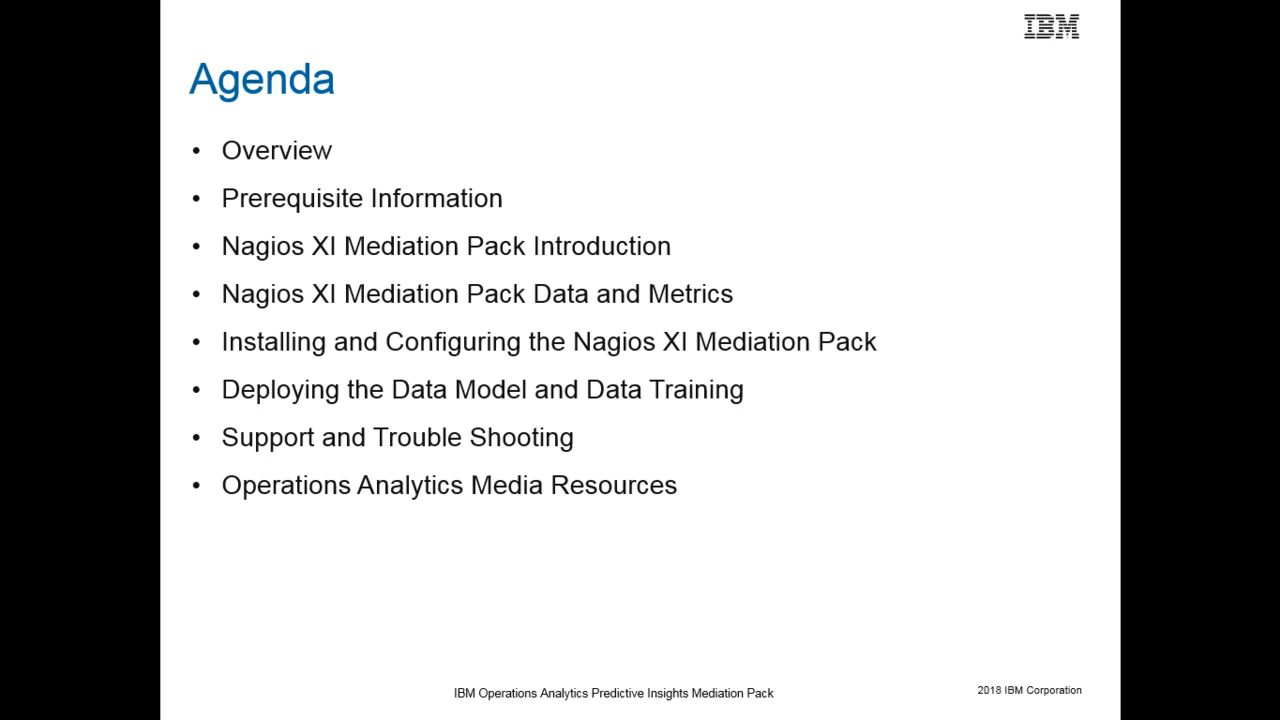 IBM
Agenda
• Overview
• Prerequisite Information
• Nagios XI Mediation Pack Introduction
• Nagios XI Mediation Pack Data and Metrics
• Installing and Configuring the Nagios XI Mediation Pack
• Deploying the Data Model and Data Training
• Support and Trouble Shooting
• Operations Analytics Media Resources
IBM Operations Analytics Predictive Insights Mediation Pack
2018 IBM Corporation